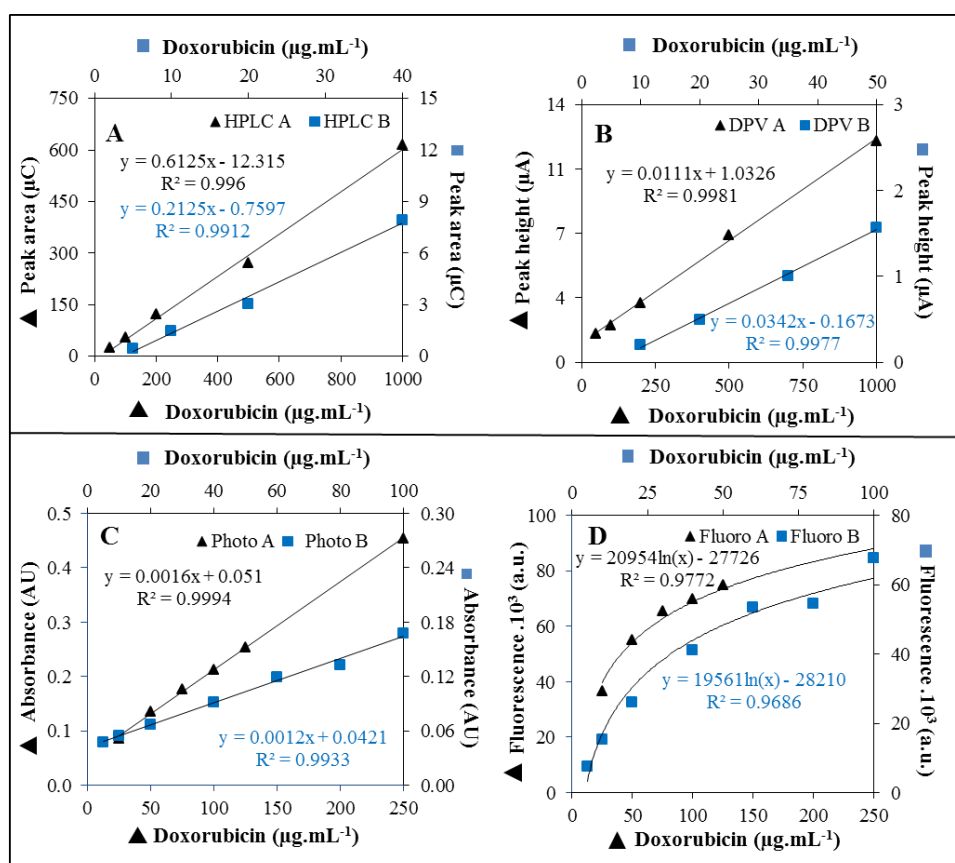 Doxorubicin (µg.mL-1)
0 10 20 30 40
A
HPLC A HPLC B
y = 0.6125x - 12.315
R² = 0.996
y = 0.2125x - 0.7597
R² = 0.9912
750
600
450
300
150
0
Peak area (µC)
15
12
9
6
3
0
Peak area (µC)
0 200 400 600 800 1000
Doxorubicin (µg.mL-1)
Doxorubicin (µg.mL-1)
0 10 20 30 40 50
B
DPV A DPV B
y = 0.0111x + 1.0326
R² = 0.9981
y = 0.0342x - 0.1673
R² = 0.9977
14
11
7
4
0
Peak height (µA)
3
2
1
0
Peak height (µA)
0 250 500 750 1000
Doxorubicin (µg.mL-1)
Doxorubicin (µg.mL-1)
0 20 40 60 80 100
C
Photo A Photo B
y = 0.0016x + 0.051
R² = 0.9994
y = 0.0012x + 0.0421
R² = 0.9933
0.5
0.4
0.3
0.2
0.1
0.0
Absorbance (AU)
0.30
0.24
0.18
0.12
0.06
0.00
Absorbance (AU)
0 50 100 150 200 250
Doxorubicin (µg.mL-1)
Doxorubicin (µg.mL-1)
0 20 40 60 80 100
D
Fluoro A Fluoro B
y = 20954ln(x) - 27726
R² = 0.9772
y = 19561ln(x) - 28210
R² = 0.9686
100
80
60
40
20
0
Fluorescence .10³ (a.u.)
80
60
40
20
0
Fluorescence .10³ (a.u.)
0 50 100 150 200 250
Doxorubicin (µg.mL-1)